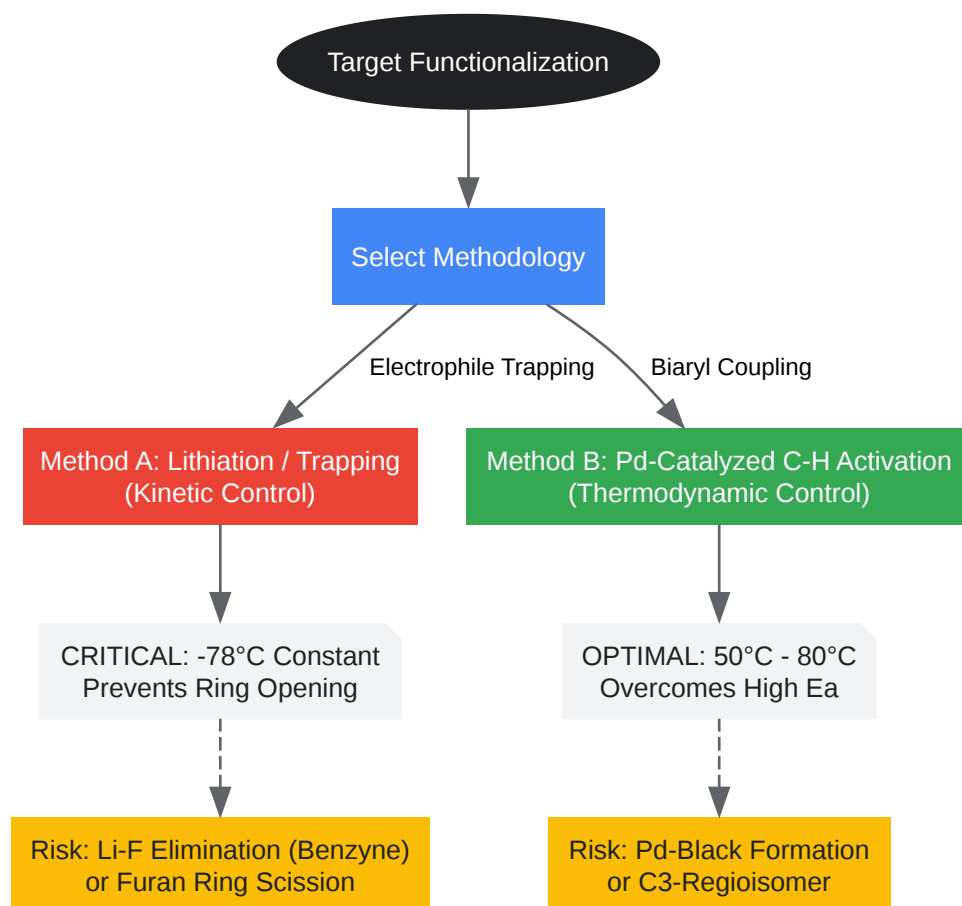 Target Functionalization
Select Methodology
Electrophile Trapping
Biaryl Coupling
Method A: Lithiation / Trapping
(Kinetic Control)
Method B: Pd-Catalyzed C-H Activation
(Thermodynamic Control)
CRITICAL: -78°C Constant
Prevents Ring Opening
OPTIMAL: 50°C - 80°C
Overcomes High Ea
Risk: Li-F Elimination (Benzyne)
or Furan Ring Scission
Risk: Pd-Black Formation
or C3-Regioisomer